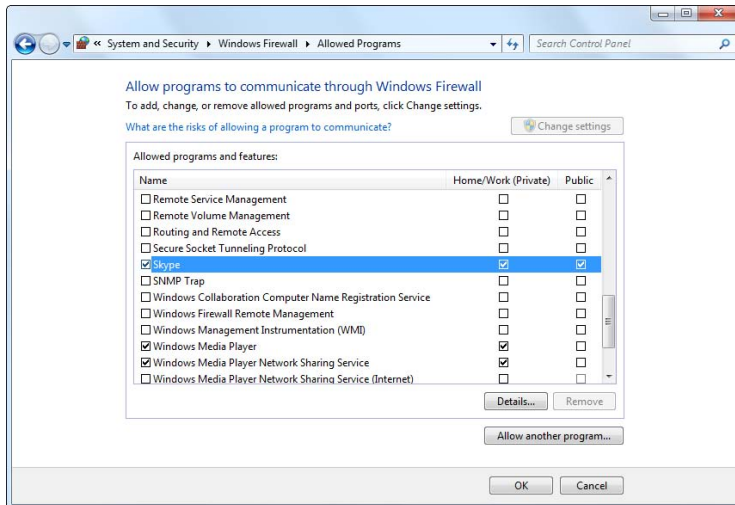 « System and Security ▸ Windows Firewall ▸ Allowed Programs
Search Control Panel
Allow programs to communicate through Windows Firewall
To add, change, or remove allowed programs and ports, click Change settings.
What are the risks of allowing a program to communicate?
Change settings
Allowed programs and features:
Name Home/Work (Private) Public
Remote Service Management
Remote Volume Management
Routing and Remote Access
Secure Socket Tunneling Protocol
Skype
SNMP Trap
Windows Collaboration Computer Name Registration Service
Windows Firewall Remote Management
Windows Management Instrumentation (WMI)
Windows Media Player
Windows Media Player Network Sharing Service
Windows Media Player Network Sharing Service (Internet)
Details... Remove
Allow another program...
OK Cancel